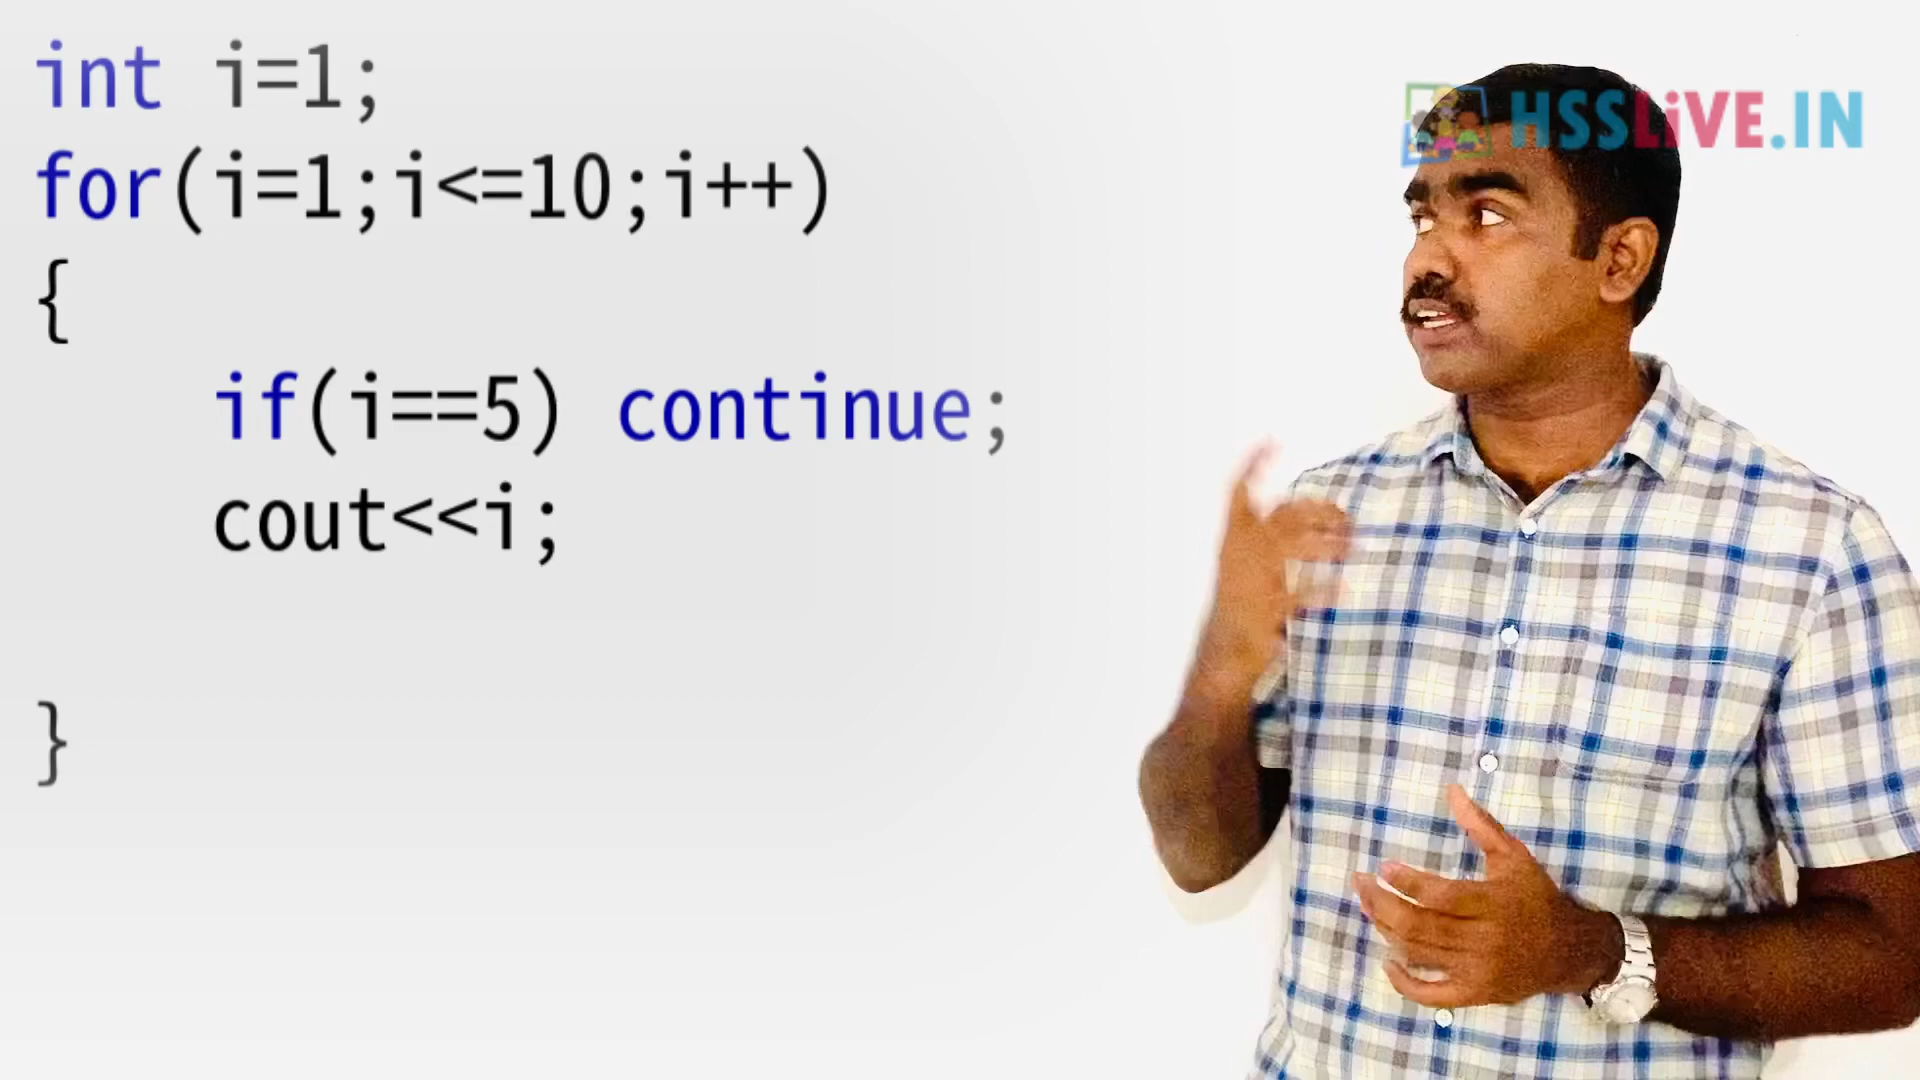 int i=1;
for(i=1;i<=10;i++)
{
if(i==5) continue;
cout<<i;
}
HSSLiVE.IN